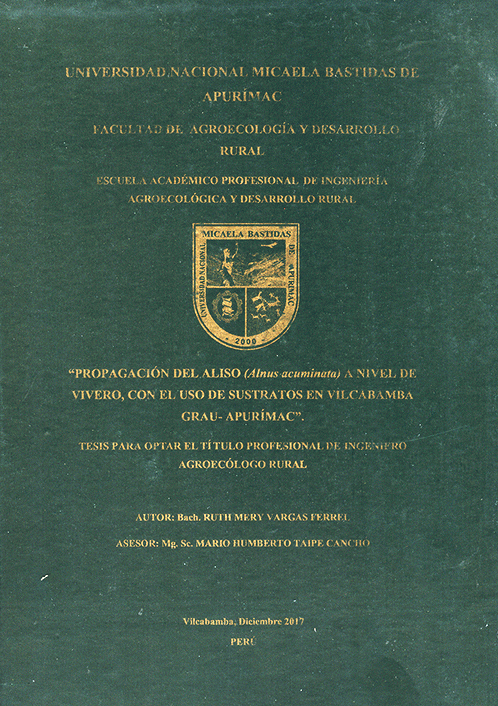 UNIVERSIDAD NACIONAL MICAELA BASTIDAS DE
APURÍMAC
FACULTAD DE AGROECOLOGÍA Y DESARROLLO
RURAL
ESCUELA ACADÉMICO PROFESIONAL DE INGENIERÍA
AGROECOLÓGICA Y DESARROLLO RURAL
MICAELA BASTIDAS
UNIVERSIDAD NACIONAL
DE APURIMAC
- 2000 -
“PROPAGACIÓN DEL ALISO (Alnus acuminata) A NIVEL DE
VIVERO, CON EL USO DE SUSTRATOS EN VILCABAMBA
GRAU- APURÍMAC”.
TESIS PARA OPTAR EL TÍTULO PROFESIONAL DE INGENIERO
AGROECÓLOGO RURAL
AUTOR: Bach. RUTH MERY VARGAS FERREL
ASESOR: Mg. Sc. MARIO HUMBERTO TAIPE CANCHO
Vilcabamba, Diciembre 2017
PERÚ